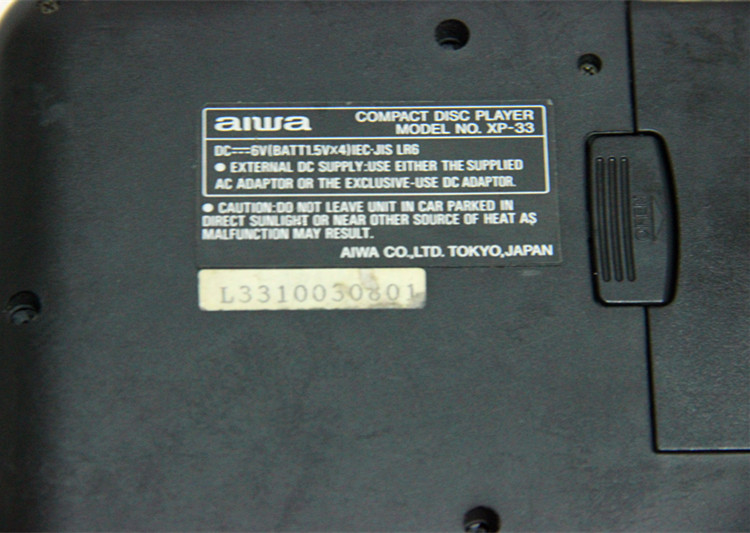 aiwa
COMPACT DISC PLAYER
MODEL NO. XP-33
DC⎓6V(BATT1.5V×4)IEC·JIS LR6
● EXTERNAL DC SUPPLY:USE EITHER THE SUPPLIED
AC ADAPTOR OR THE EXCLUSIVE-USE DC ADAPTOR.
● CAUTION:DO NOT LEAVE UNIT IN CAR PARKED IN
DIRECT SUNLIGHT OR NEAR OTHER SOURCE OF HEAT AS
MALFUNCTION MAY RESULT.
AIWA CO.,LTD. TOKYO,JAPAN
L3310030801